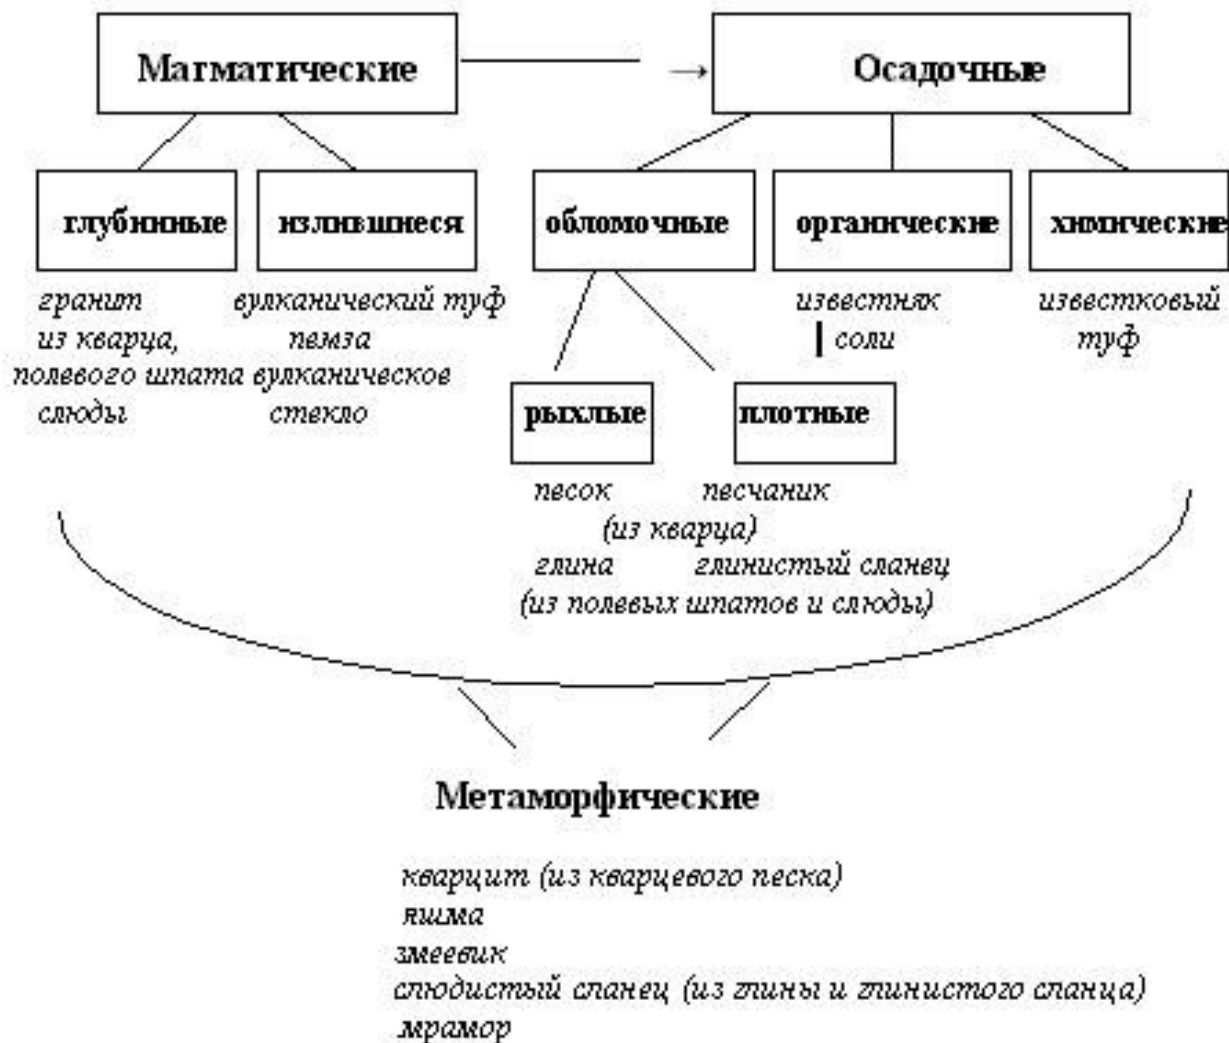 Магматические → Осадочные
глубинные излившиеся обломочные органические химические
гранит вулканический туф известняк известковый
из кварца, пемза соли туф
полевого шпата вулканическое
слюды стекло рыхлые плотные
песок песчаник
(из кварца)
глина глинистый сланец
(из полевых шпатов и слюды)
Метаморфические
кварцит (из кварцевого песка)
яшма
змеевик
слюдистый сланец (из глины и глинистого сланца)
мрамор